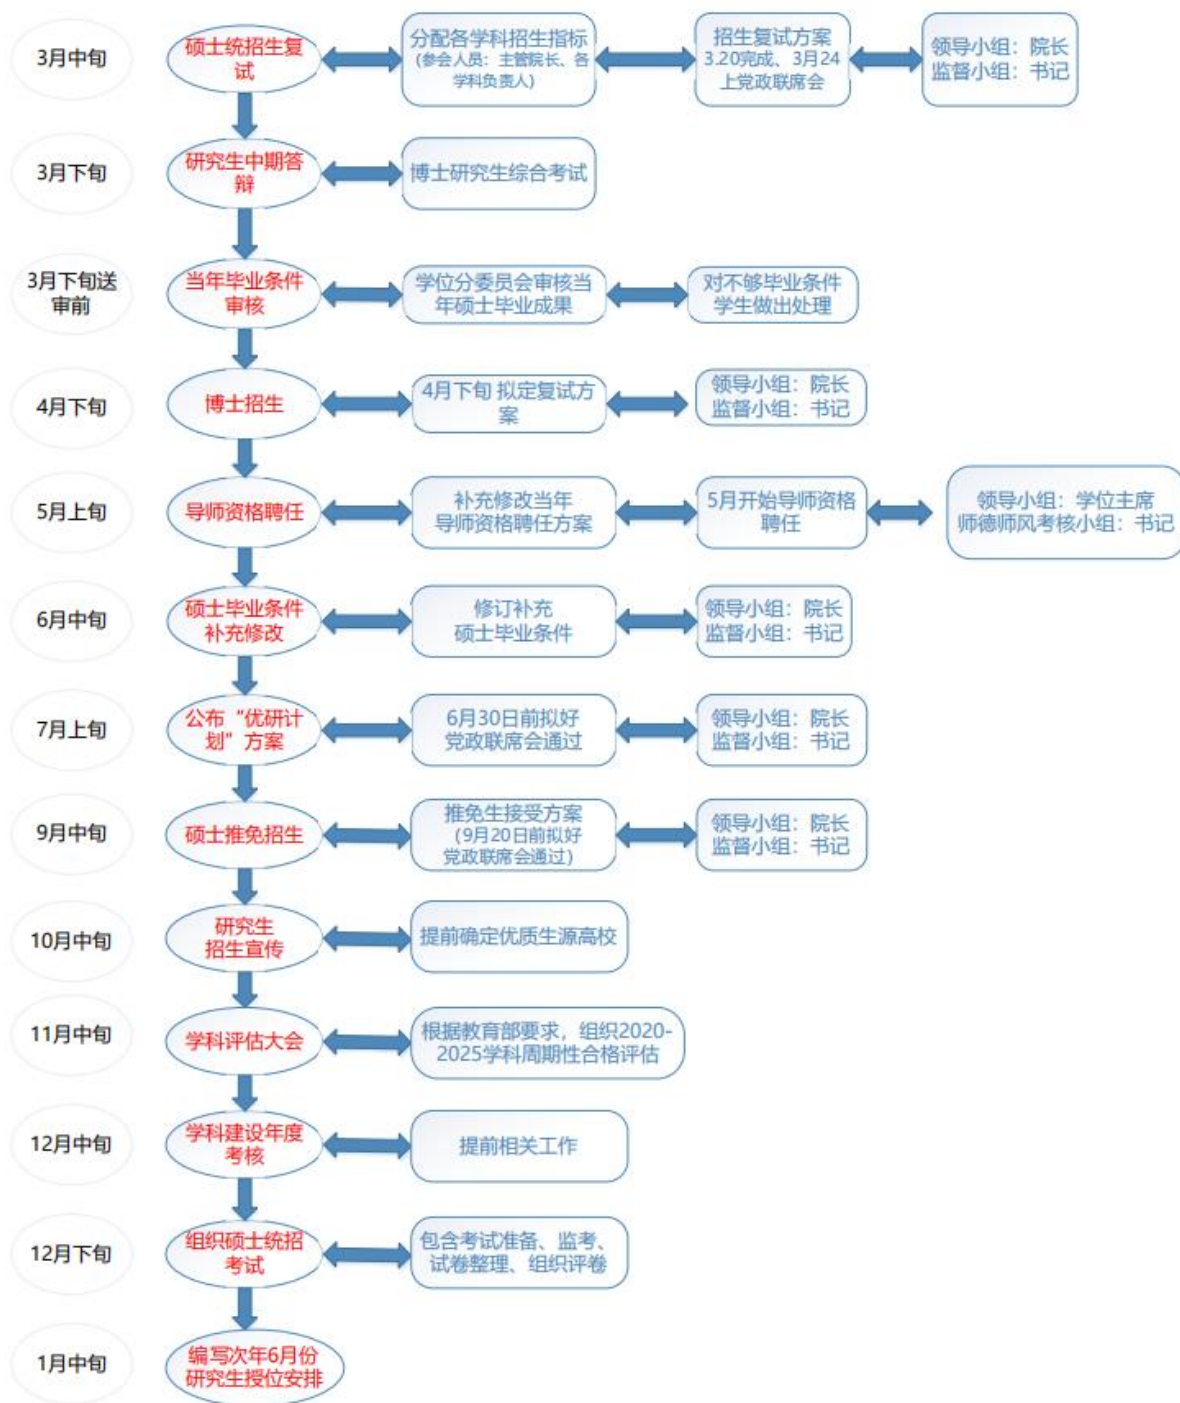 3月中旬
硕士统招生复
试
分配各学科招生指标
(参会人员：主管院长、各
学科负责人)
招生复试方案
3.20完成、3月24
上党政联席会
领导小组：院长
监督小组：书记
3月下旬
研究生中期答
辩
博士研究生综合考试
3月下旬送
审前
当年毕业条件
审核
学位分委员会审核当
年硕士毕业成果
对不够毕业条件
学生做出处理
4月下旬
博士招生
4月下旬 拟定复试方
案
领导小组：院长
监督小组：书记
5月上旬
导师资格聘任
补充修改当年
导师资格聘任方案
5月开始导师资格
聘任
领导小组：学位主席
师德师风考核小组：书记
6月中旬
硕士毕业条件
补充修改
修订补充
硕士毕业条件
领导小组：院长
监督小组：书记
7月上旬
公布“优研计
划”方案
6月30日前拟好
党政联席会通过
领导小组：院长
监督小组：书记
9月中旬
硕士推免招生
推免生接受方案
（9月20日前拟好
党政联席会通过）
领导小组：院长
监督小组：书记
10月中旬
研究生
招生宣传
提前确定优质生源高校
11月中旬
学科评估大会
根据教育部要求，组织2020-
2025学科周期性合格评估
12月中旬
学科建设年度
考核
提前相关工作
12月下旬
组织硕士统招
考试
包含考试准备、监考、
试卷整理、组织评卷
1月中旬
编写次年6月份
研究生授位安排